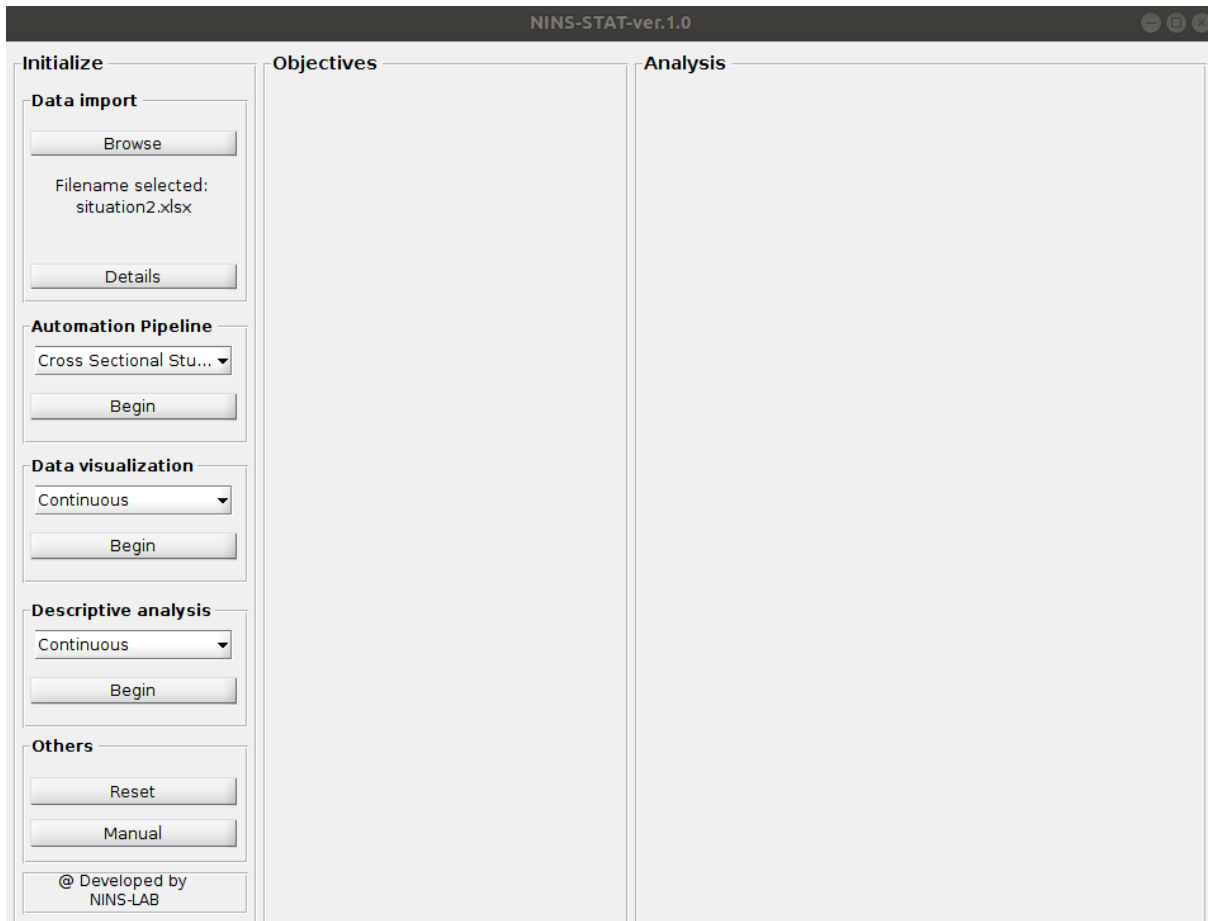 NINS-STAT-ver.1.0
Initialize
Data import
Browse
Filename selected:
situation2.xlsx
Details
Automation Pipeline
Cross Sectional Stu...
Begin
Data visualization
Continuous
Begin
Descriptive analysis
Continuous
Begin
Others
Reset
Manual
@ Developed by
NINS-LAB
Objectives
Analysis